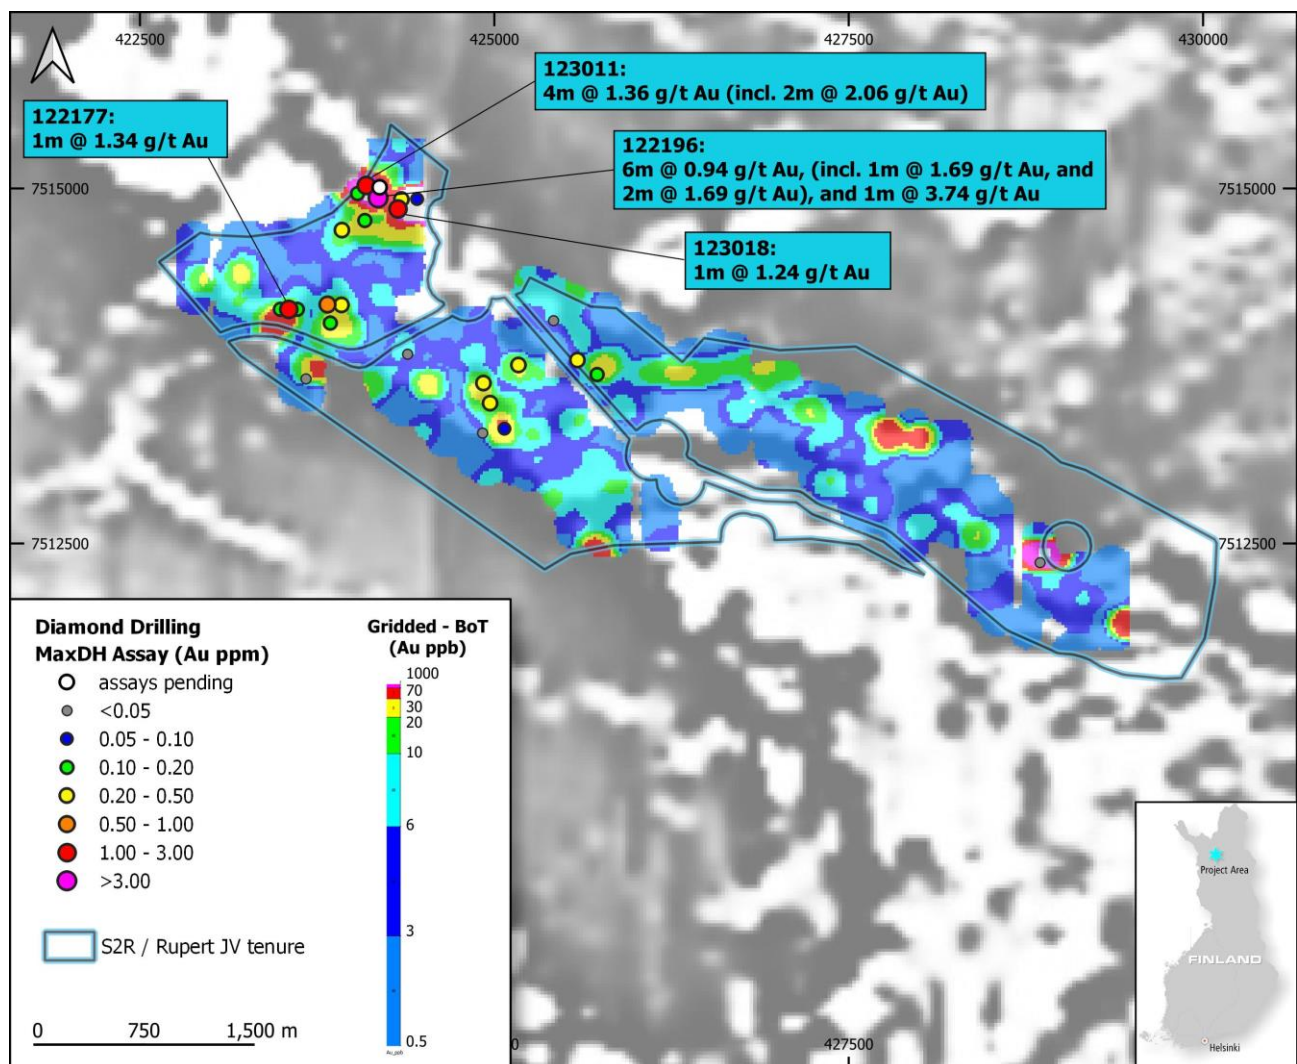 422500
425000
427500
430000
123011:
4m @ 1.36 g/t Au (incl. 2m @ 2.06 g/t Au)
122177:
1m @ 1.34 g/t Au
122196:
6m @ 0.94 g/t Au, (incl. 1m @ 1.69 g/t Au, and
2m @ 1.69 g/t Au), and 1m @ 3.74 g/t Au
7515000
7515000
123018:
1m @ 1.24 g/t Au
7512500
7512500
Diamond Drilling
MaxDH Assay (Au ppm)
assays pending
<0.05
0.05 - 0.10
0.10 - 0.20
0.20 - 0.50
0.50 - 1.00
1.00 - 3.00
>3.00
S2R / Rupert JV tenure
0 750 1,500 m
Gridded - BoT
(Au ppb)
1000
70
30
20
10
6
3
0.5
Au_ppb
0
427500
Project Area
FINLAND
Helsinki